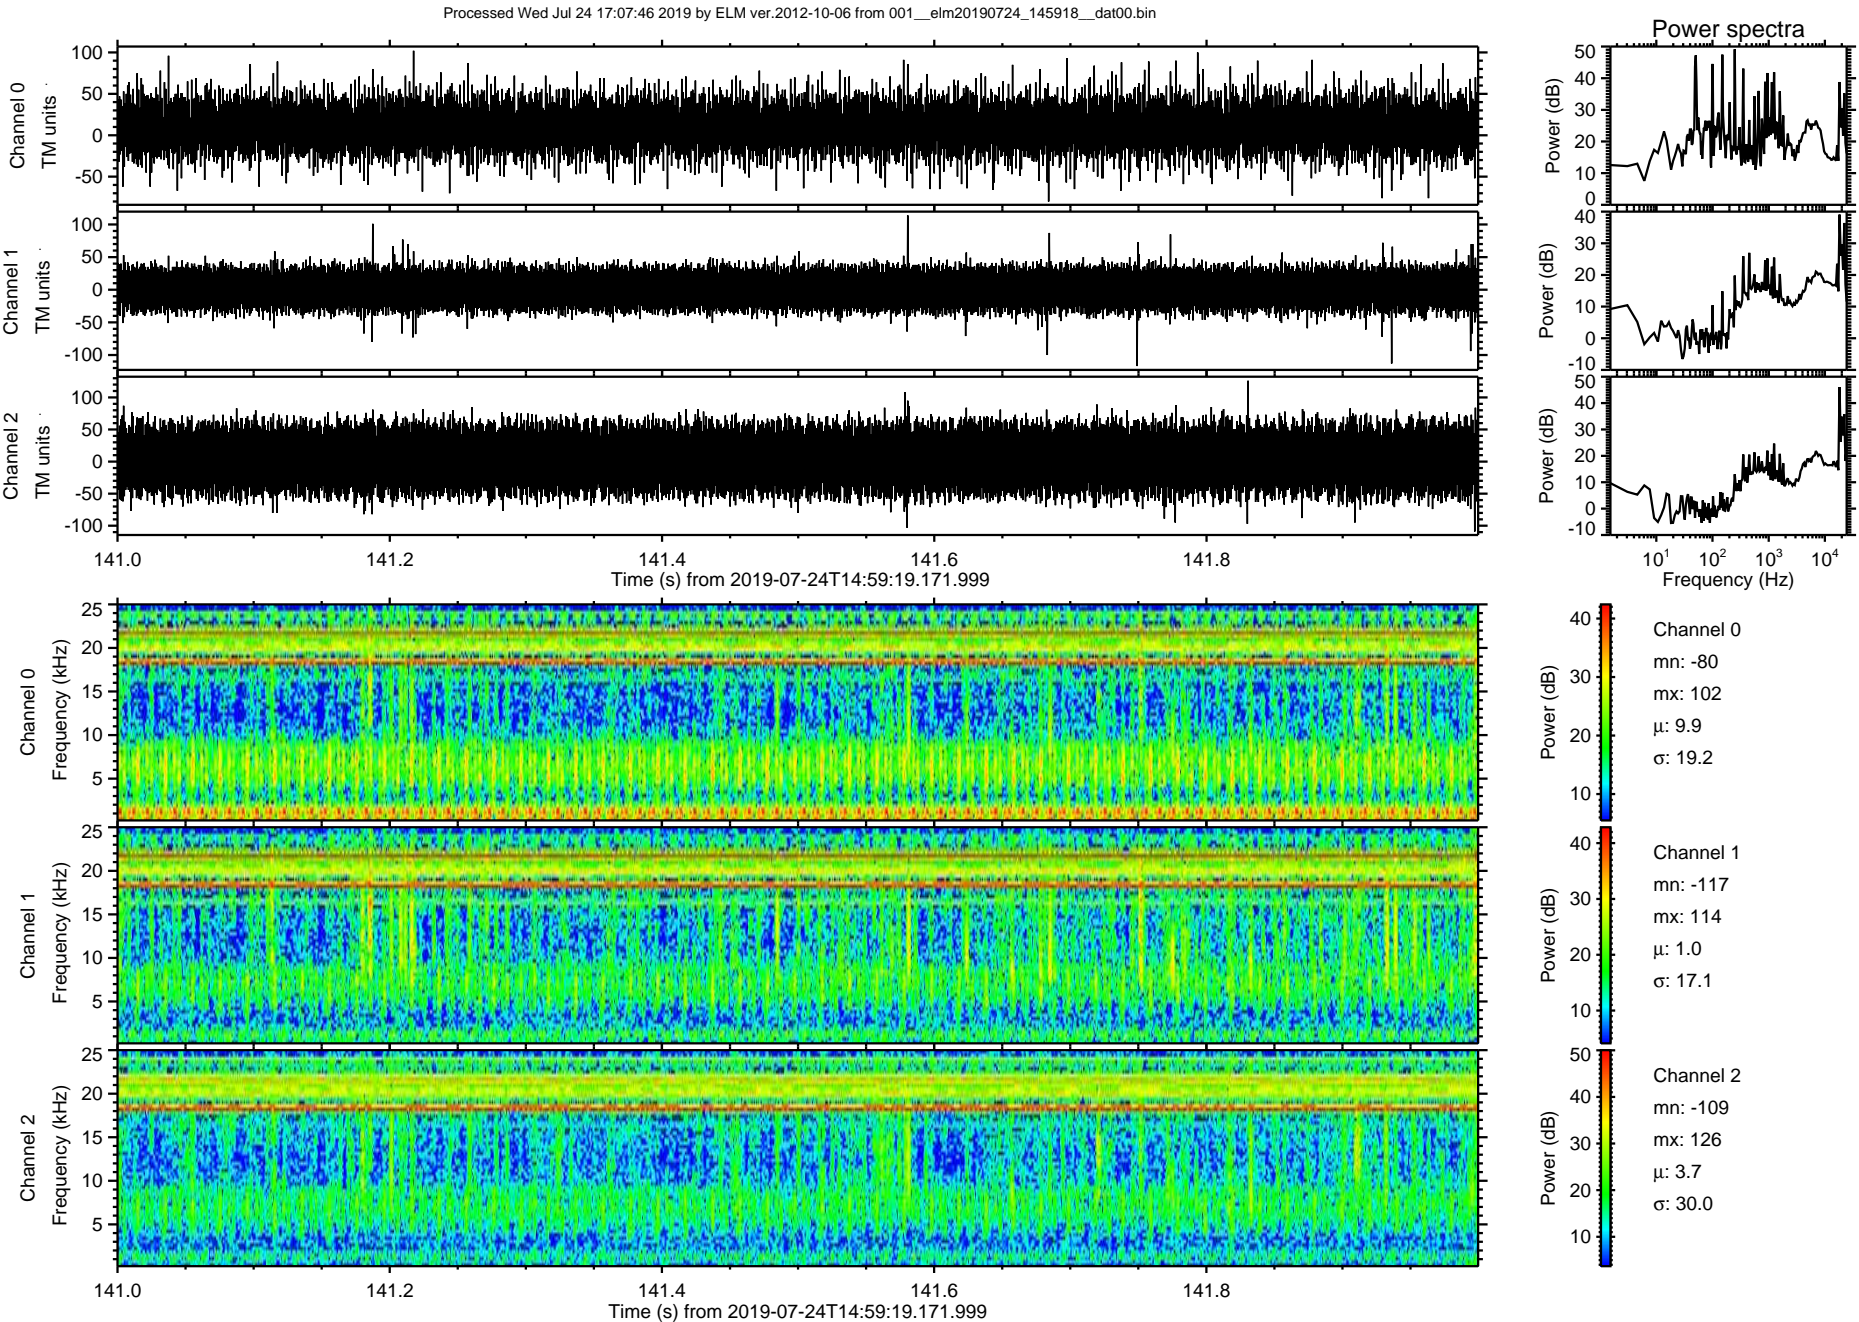 Processed Wed Jul 24 17:07:46 2019 by ELM ver.2012-10-06 from 001__elm20190724_145918__dat00.bin
Power spectra
Channel 0
TM units
100
50
0
-50
Power (dB)
50
40
30
20
10
0
Channel 1
TM units
100
50
0
-50
-100
Power (dB)
40
30
20
10
0
-10
Channel 2
TM units
100
50
0
-50
-100
Power (dB)
50
40
30
20
10
0
-10
141.0 141.2 141.4 141.6 141.8
Time (s) from 2019-07-24T14:59:19.171.999
10^1 10^2 10^3 10^4
Frequency (Hz)
Channel 0
Frequency (kHz)
25
20
15
10
5
Power (dB)
40
30
20
10
Channel 0
mn: -80
mx: 102
μ: 9.9
σ: 19.2
Channel 1
Frequency (kHz)
25
20
15
10
5
Power (dB)
40
30
20
10
Channel 1
mn: -117
mx: 114
μ: 1.0
σ: 17.1
Channel 2
Frequency (kHz)
25
20
15
10
5
Power (dB)
50
40
30
20
10
Channel 2
mn: -109
mx: 126
μ: 3.7
σ: 30.0
141.0 141.2 141.4 141.6 141.8
Time (s) from 2019-07-24T14:59:19.171.999